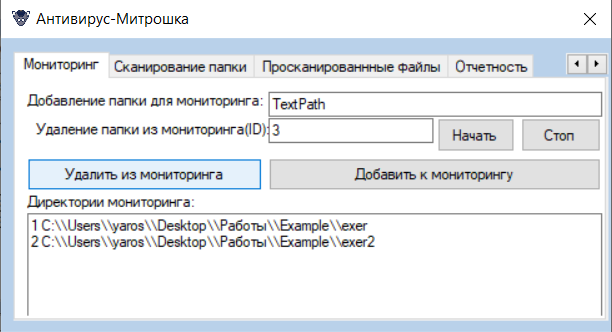 Антивирус-Митрошка
Мониторинг Сканирование папки Просканированнные файлы Отчетность
Добавление папки для мониторинга: TextPath
Удаление папки из мониторинга(ID): 3 Начать Стоп
Удалить из мониторинга Добавить к мониторингу
Директории мониторинга:
1 C:\\Users\\yaros\\Desktop\\Работы\\Example\\exer
2 C:\\Users\\yaros\\Desktop\\Работы\\Example\\exer2